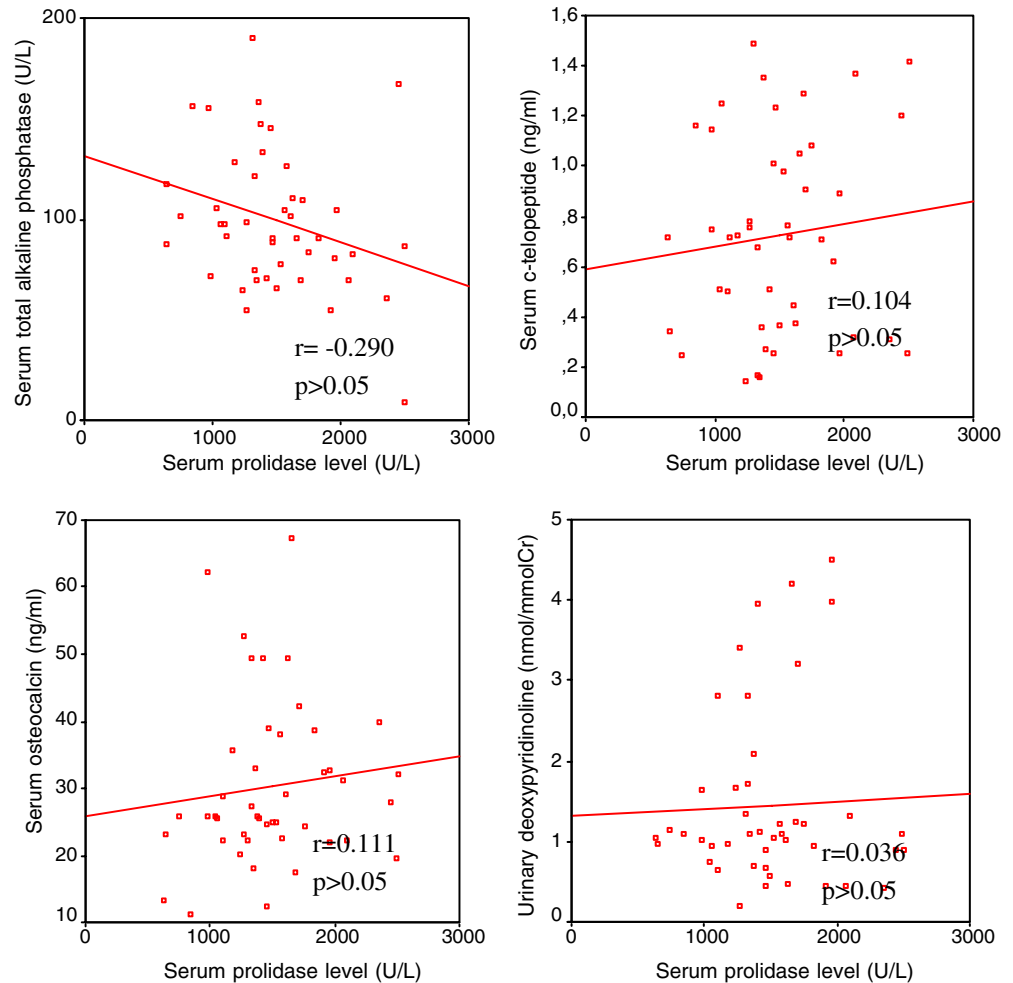 Serum total alkaline phosphatase (U/L)
200
100
0
r= -0.290
p>0.05
0 1000 2000 3000
Serum prolidase level (U/L)
Serum c-telopeptide (ng/ml)
1,6
1,4
1,2
1,0
,8
,6
,4
,2
0,0
r=0.104
p>0.05
0 1000 2000 3000
Serum prolidase level (U/L)
Serum osteocalcin (ng/ml)
70
60
50
40
30
20
10
r=0.111
p>0.05
0 1000 2000 3000
Serum prolidase level (U/L)
Urinary deoxypyridinoline (nmol/mmolCr)
5
4
3
2
1
0
r=0.036
p>0.05
0 1000 2000 3000
Serum prolidase level (U/L)